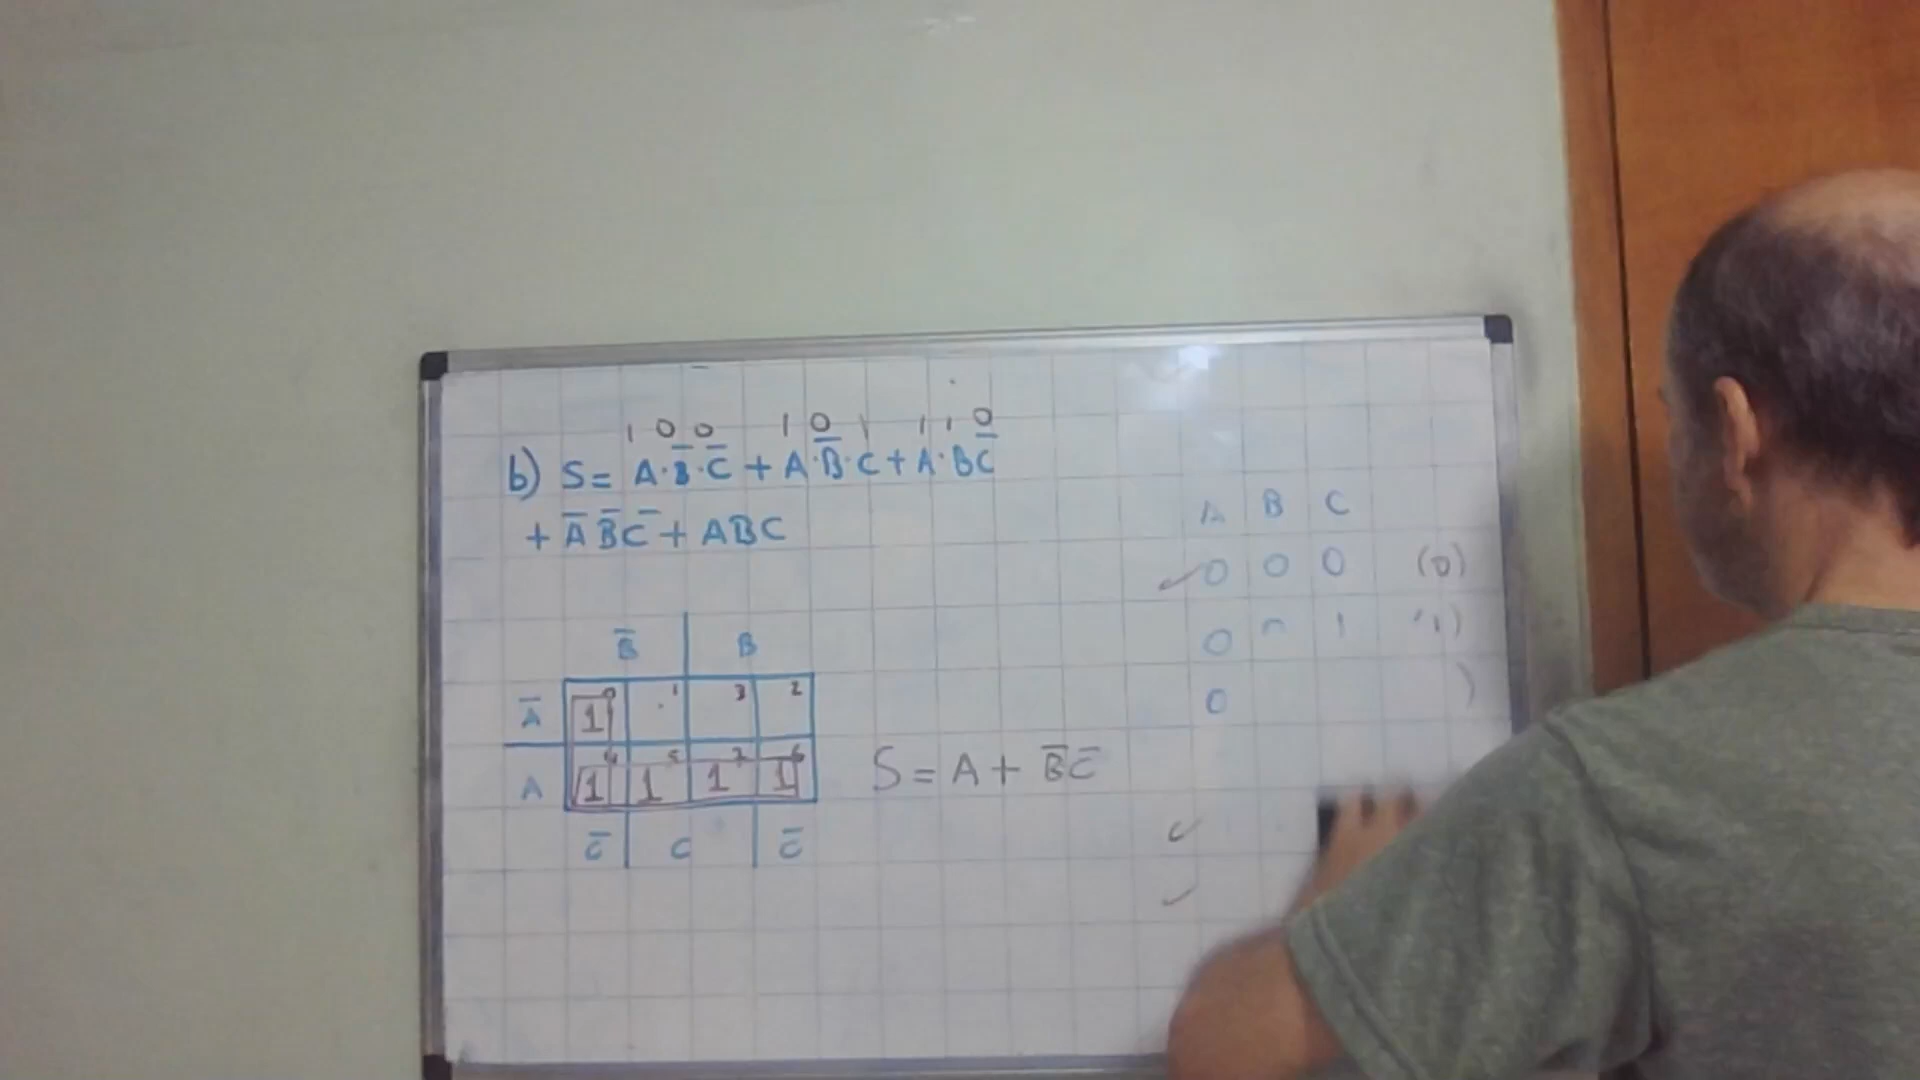 1 0 0 1 0 1 1 1 0
b) S = A·B̅·C̅ + A·B̅·C + A·BC̅
+ A̅ B̅ C̅ + ABC
A B C
✓ 0 0 0 (0)
0 1 1)
0 )
B̅ B
A̅ 1 0 1 3 2
A 1 4 1 5 1 7 1 6
S = A + B̅C̅
C̅ C C̅
✓
✓